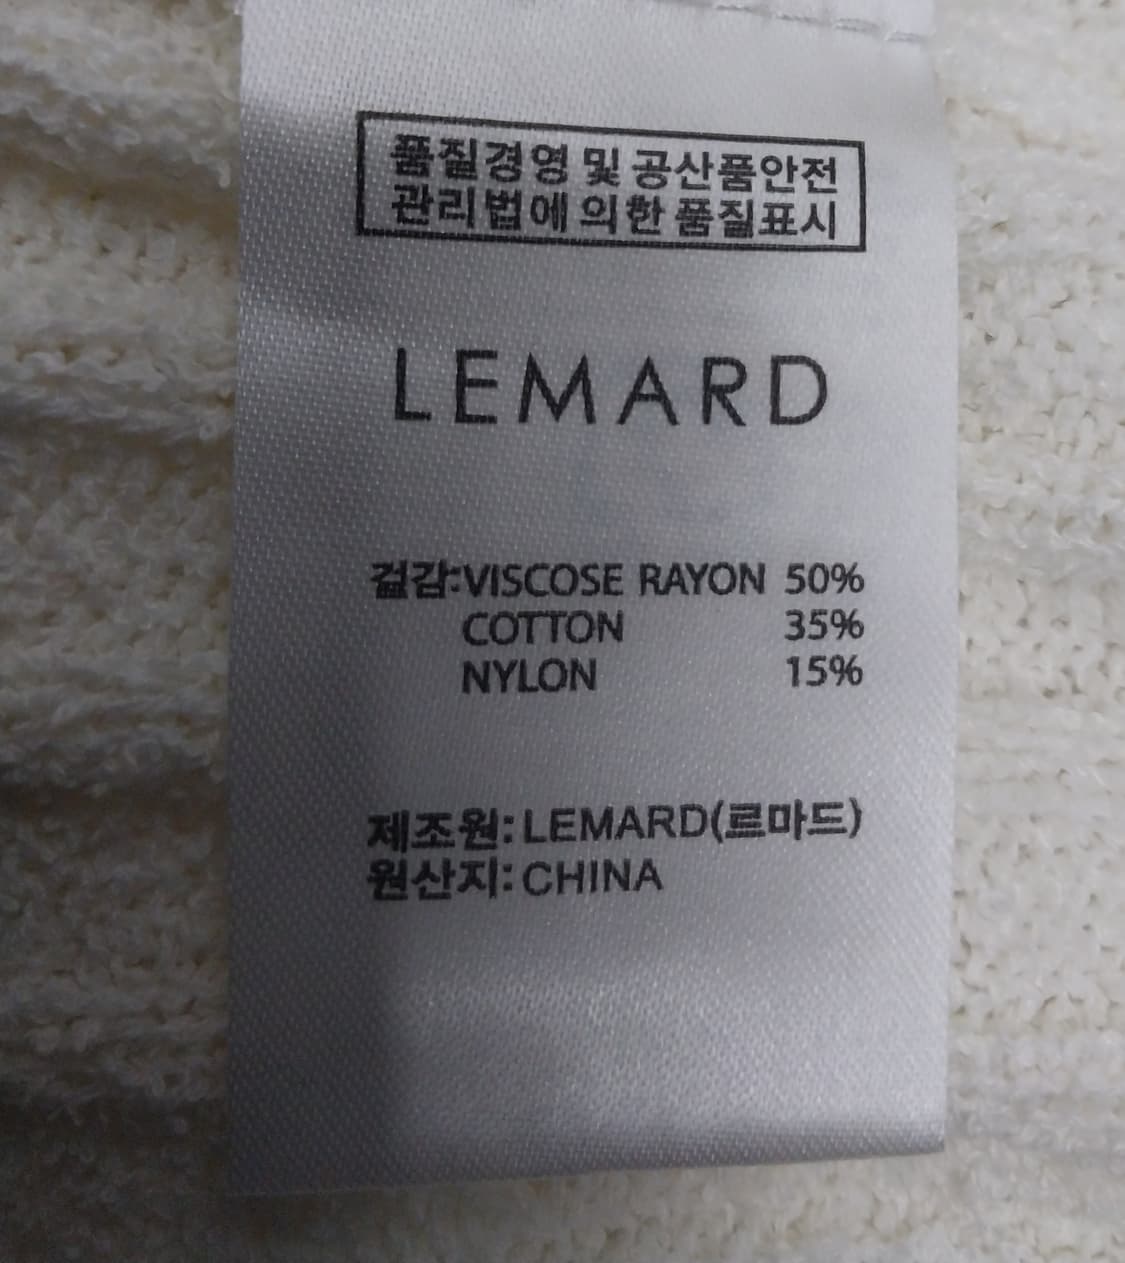 품질경영 및 공산품안전
관리법에 의한 품질표시
LEMARD
겉감:VISCOSE RAYON 50%
COTTON 35%
NYLON 15%
제조원:LEMARD(르마드)
원산지:CHINA